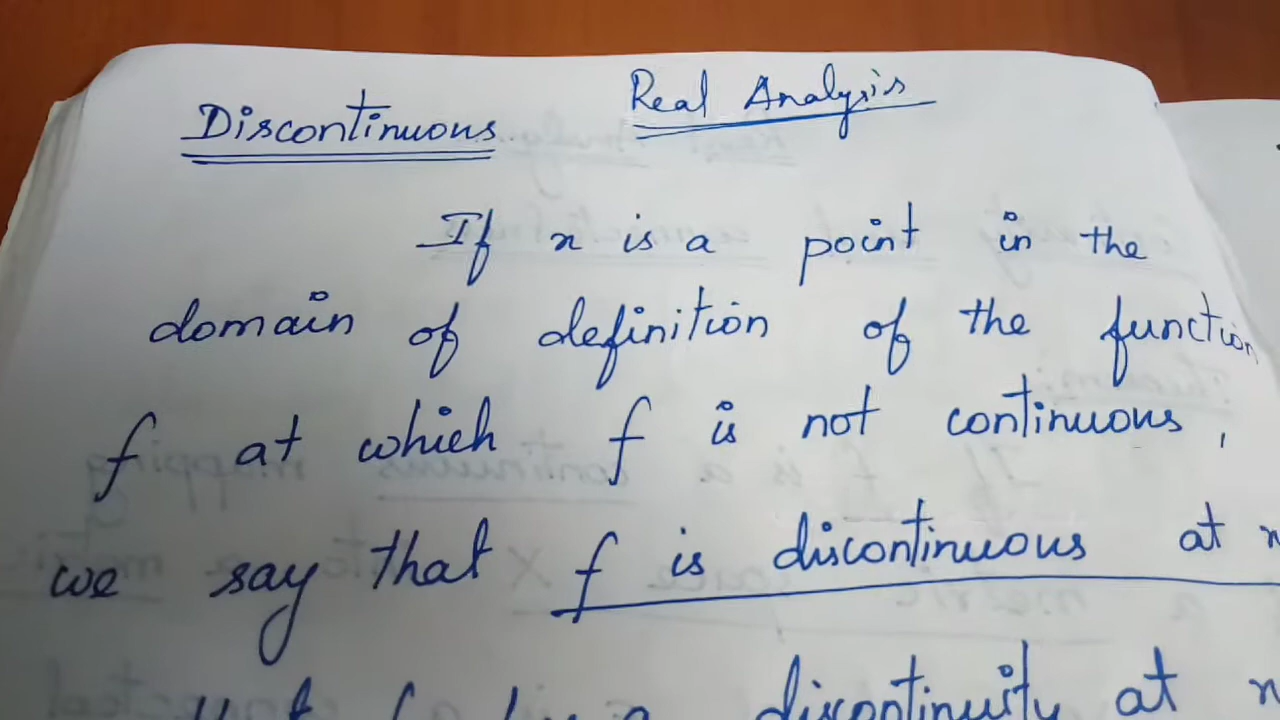 Real Analysis
Discontinuous
If x is a point in the
domain of definition of the function
f at which f is not continuous,
we say that f is discontinuous at x
discontinuity at x